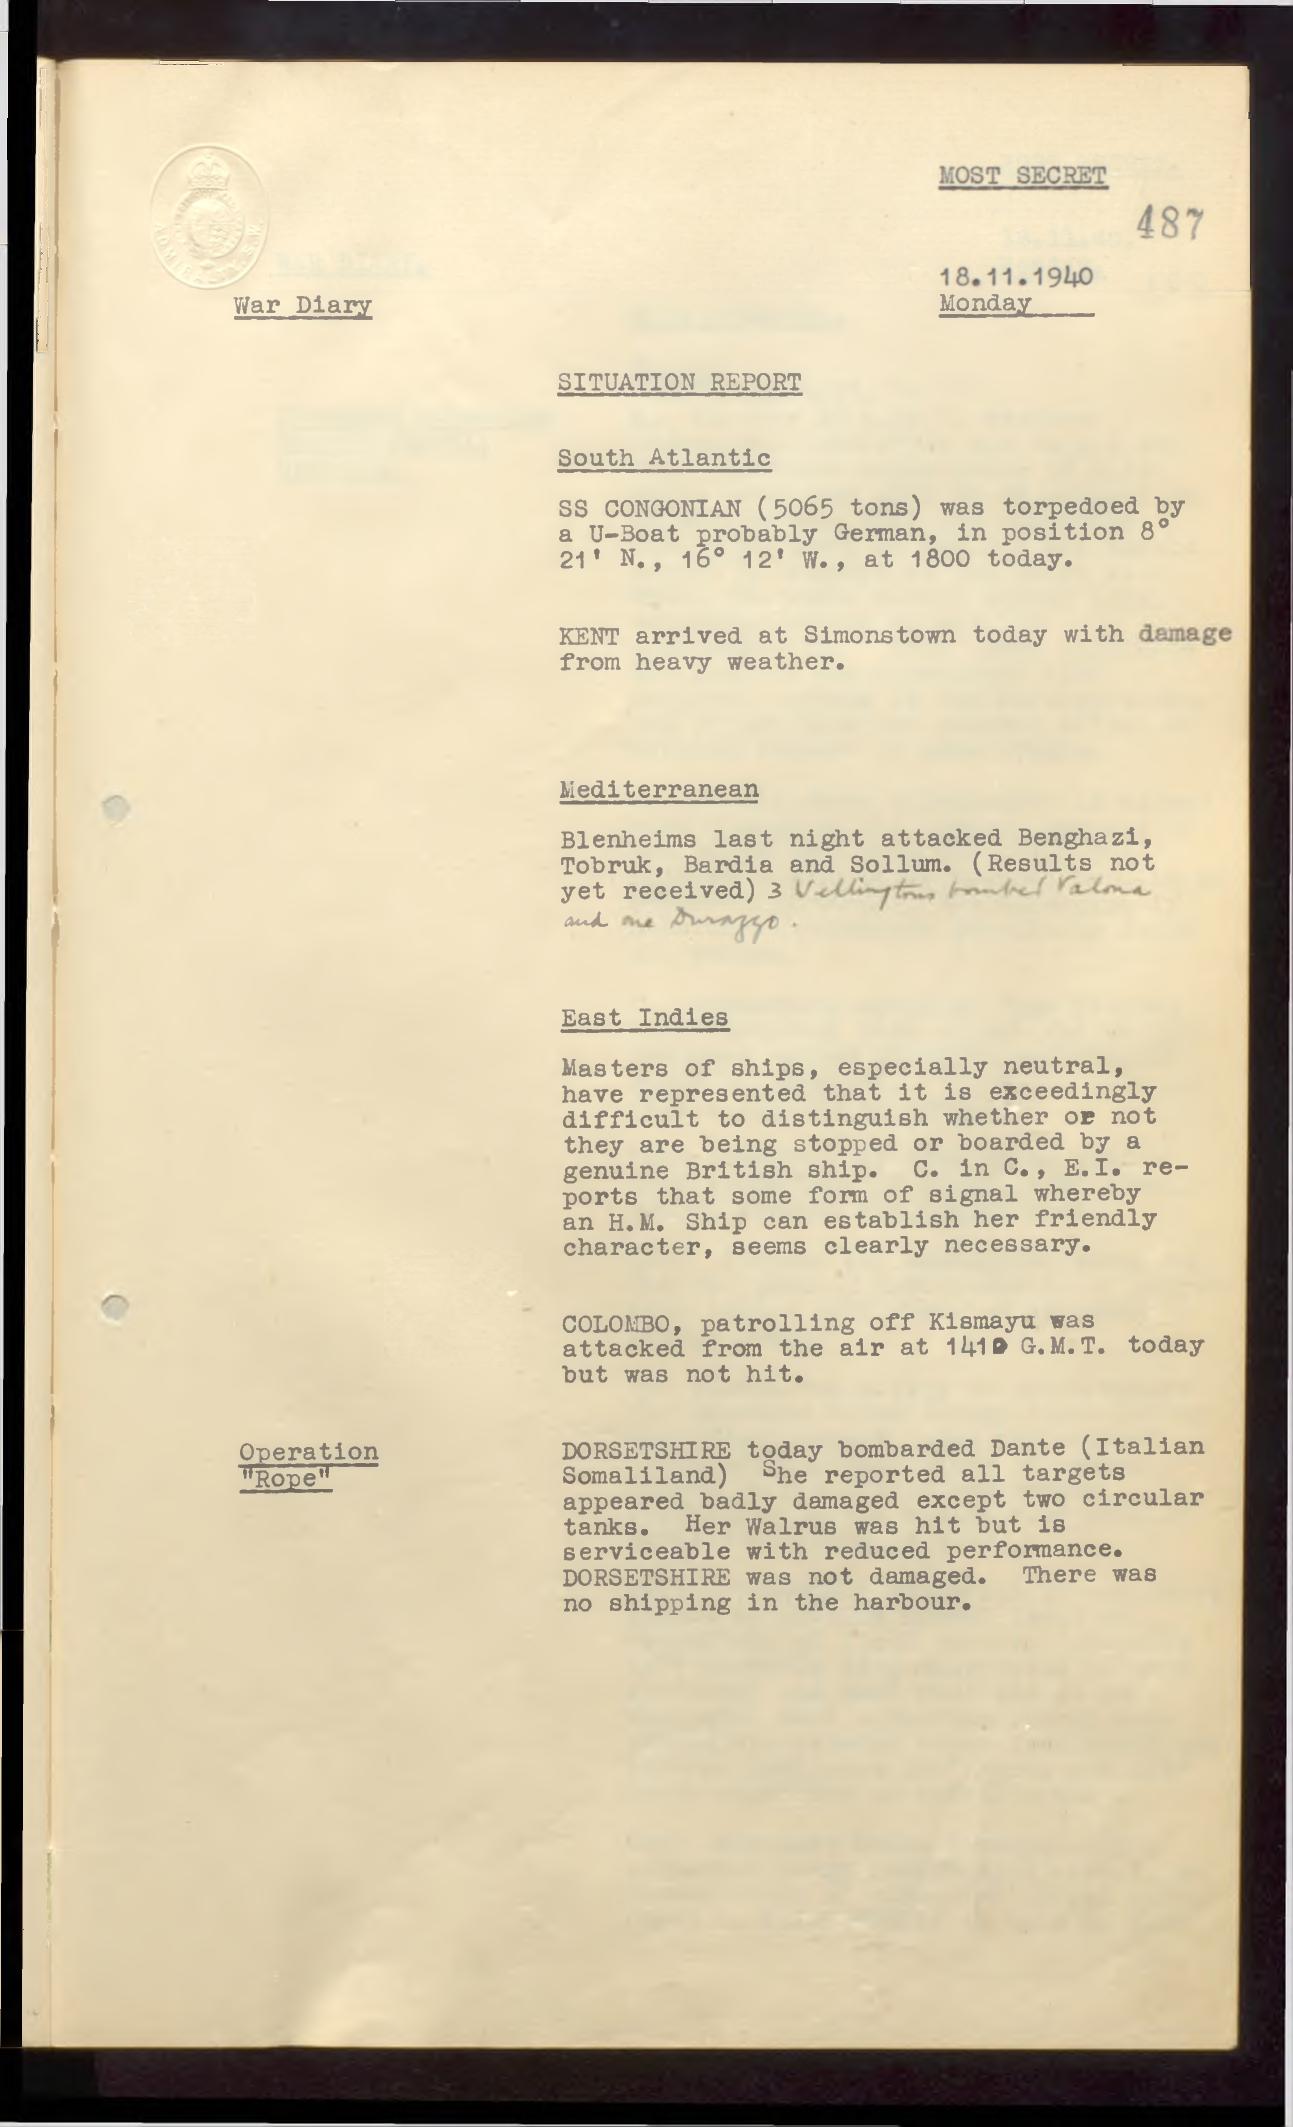 MOST SECRET
487
18.11.1940
Monday
War Diary
SITUATION REPORT
South Atlantic
SS CONGONIAN (5065 tons) was torpedoed by
a U-Boat probably German, in position 8°
21' N., 16° 12' W., at 1800 today.
KENT arrived at Simonstown today with damage
from heavy weather.
Mediterranean
Blenheims last night attacked Benghazi,
Tobruk, Bardia and Sollum. (Results not
yet received) 3 Wellingtons bombed Valona
and one Durazzo.
East Indies
Masters of ships, especially neutral,
have represented that it is exceedingly
difficult to distinguish whether or not
they are being stopped or boarded by a
genuine British ship. C. in C., E.I. re-
ports that some form of signal whereby
an H.M. Ship can establish her friendly
character, seems clearly necessary.
COLOMBO, patrolling off Kismayu was
attacked from the air at 1410 G.M.T. today
but was not hit.
Operation
"Rope"
DORSETSHIRE today bombarded Dante (Italian
Somaliland) She reported all targets
appeared badly damaged except two circular
tanks. Her Walrus was hit but is
serviceable with reduced performance.
DORSETSHIRE was not damaged. There was
no shipping in the harbour.